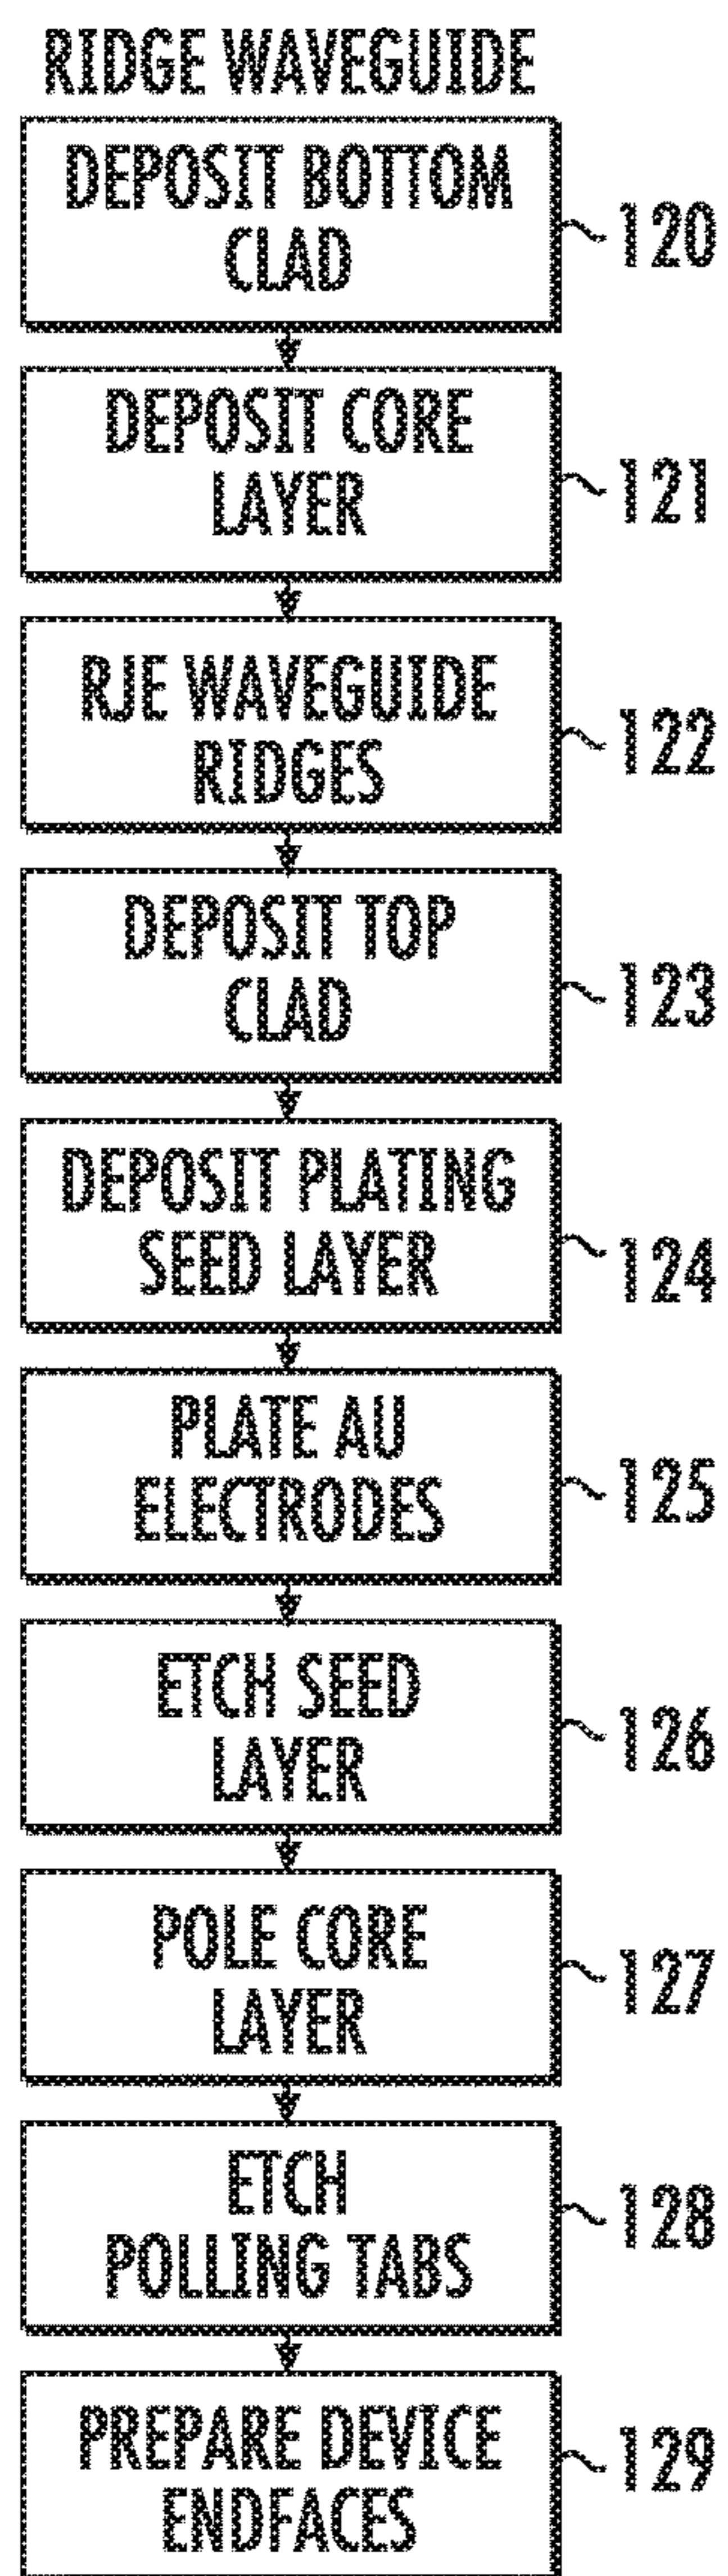 RIDGE WAVEGUIDE
DEPOSIT BOTTOM
CLAD
120
DEPOSIT CORE
LAYER
121
RJE WAVEGUIDE
RIDGES
122
DEPOSIT TOP
CLAD
123
DEPOSIT PLATING
SEED LAYER
124
PLATE AU
ELECTRODES
125
ETCH SEED
LAYER
126
POLE CORE
LAYER
127
ETCH
POLLING TABS
128
PREPARE DEVICE
ENDFACES
129